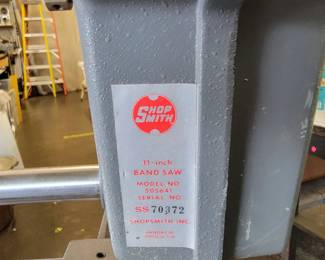 SHOP
SMITH
11-inch
BAND SAW
MODEL NO.
505641
SERIAL NO.
SS 70372
SHOPSMITH INC.